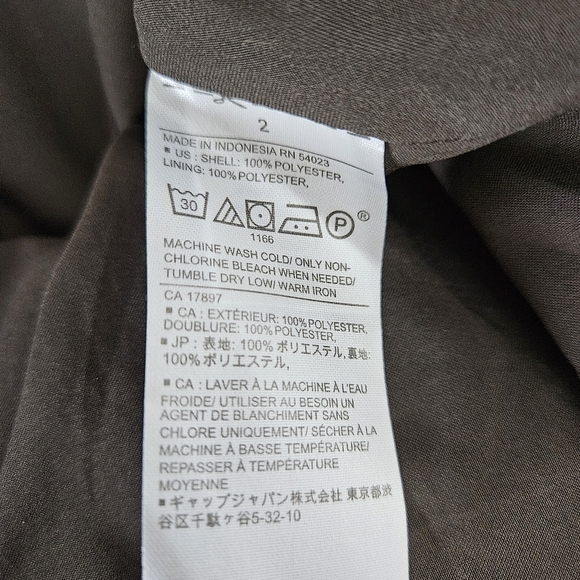 2
MADE IN INDONESIA RN 54023
▪ US : SHELL: 100% POLYESTER,
LINING: 100% POLYESTER,
30 P ®
1166
MACHINE WASH COLD/ ONLY NON-
CHLORINE BLEACH WHEN NEEDED/
TUMBLE DRY LOW/ WARM IRON
CA 17897
▪ CA : EXTÉRIEUR: 100% POLYESTER,
DOUBLURE: 100% POLYESTER,
▪ JP : 表地: 100% ポリエステル, 裏地:
100% ポリエステル,
▪ CA : LAVER À LA MACHINE À L'EAU
FROIDE/ UTILISER AU BESOIN UN
AGENT DE BLANCHIMENT SANS
CHLORE UNIQUEMENT/ SÉCHER À LA
MACHINE À BASSE TEMPÉRATURE/
REPASSER À TEMPÉRATURE
MOYENNE
▪ ギャップジャパン株式会社 東京都渋
谷区千駄ヶ谷5-32-10